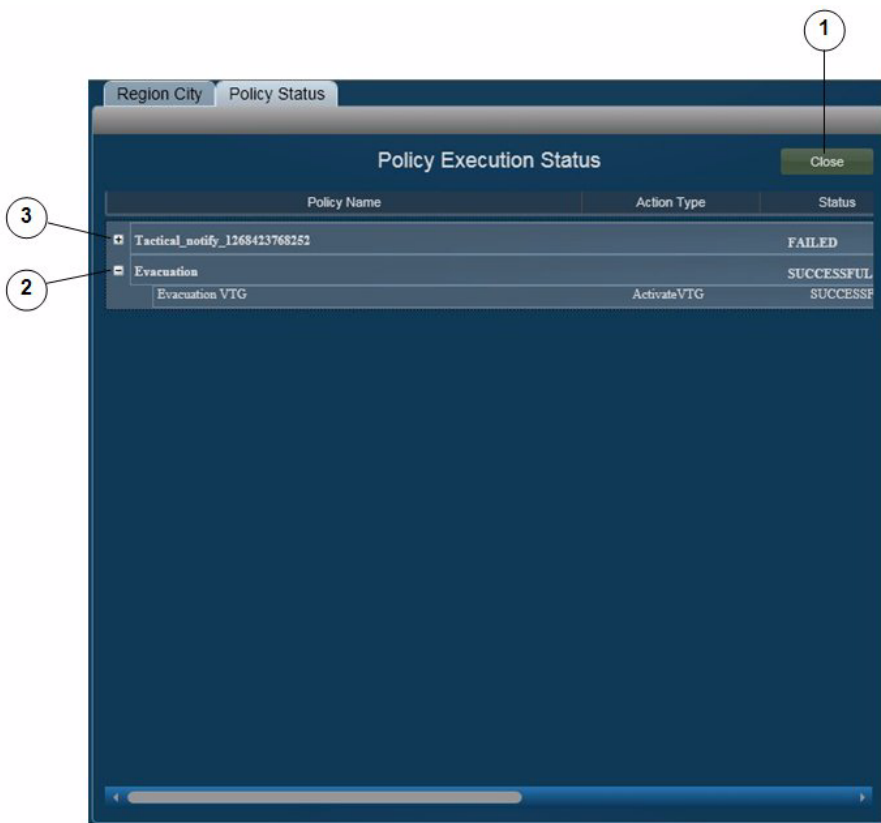 1
Region City Policy Status
Policy Execution Status Close
Policy Name Action Type Status
3
Tactical_notify_1268423768252 FAILED
2
Evacuation SUCCESSFUL
Evacuation VTG ActivateVTG SUCCESSF